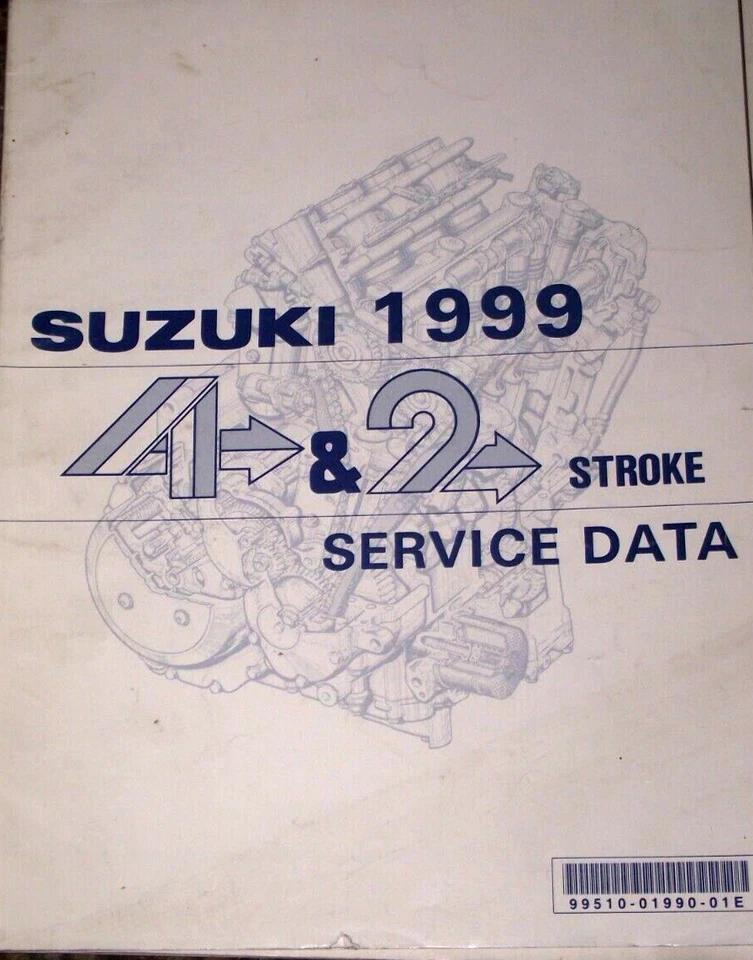 SUZUKI 1999
4 & 2 STROKE
SERVICE DATA
99510-01990-01E